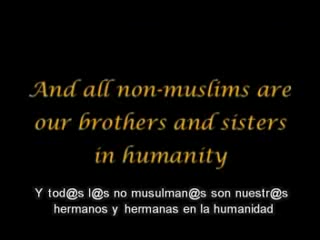 And all non-muslims are
our brothers and sisters
in humanity
Y tod@s l@s no musulman@s son nuestr@s
hermanos y hermanas en la humanidad